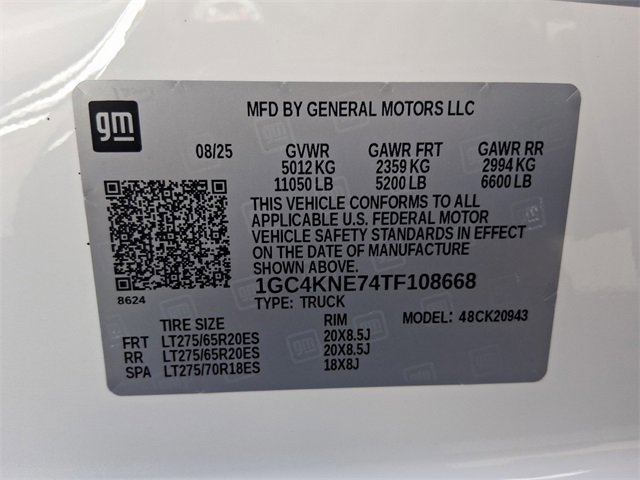 gm
MFD BY GENERAL MOTORS LLC
08/25 GVWR GAWR FRT GAWR RR
5012 KG 2359 KG 2994 KG
11050 LB 5200 LB 6600 LB
THIS VEHICLE CONFORMS TO ALL
APPLICABLE U.S. FEDERAL MOTOR
VEHICLE SAFETY STANDARDS IN EFFECT
ON THE DATE OF MANUFACTURE
SHOWN ABOVE.
8624 1GC4KNE74TF108668
TYPE: TRUCK
TIRE SIZE RIM MODEL: 48CK20943
FRT LT275/65R20ES 20X8.5J
RR LT275/65R20ES 20X8.5J
SPA LT275/70R18ES 18X8J